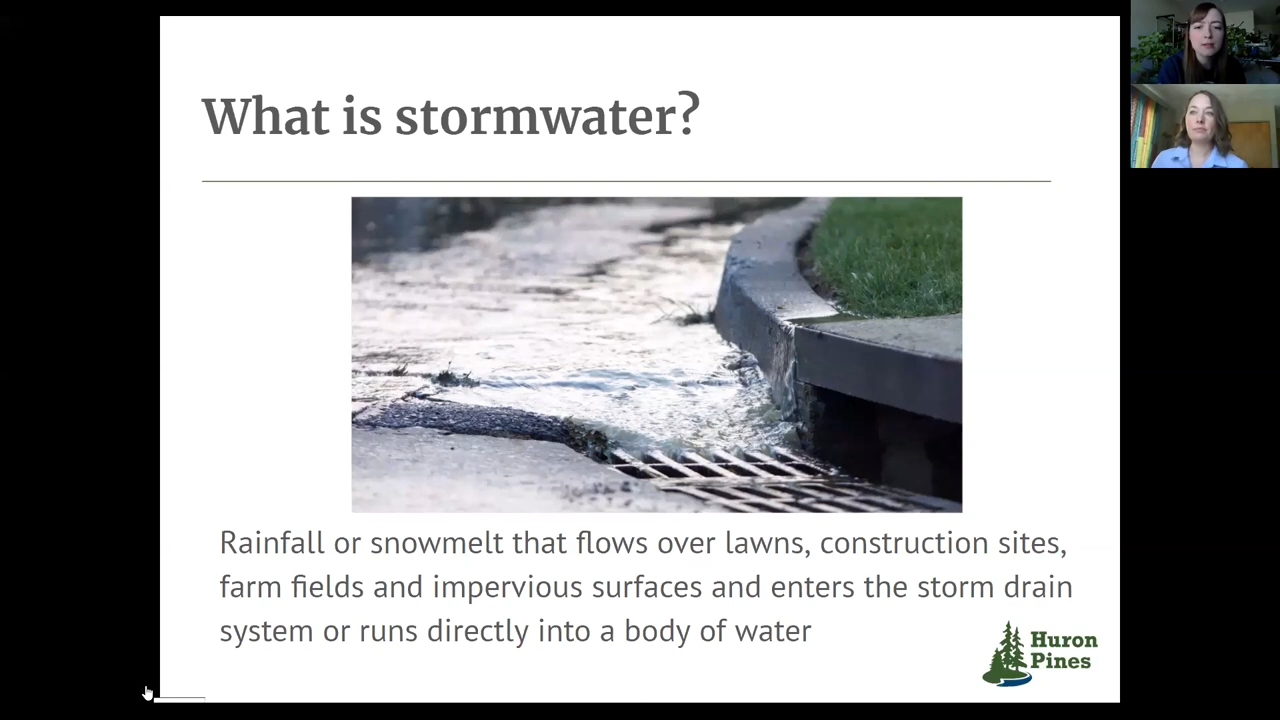 What is stormwater?
Rainfall or snowmelt that flows over lawns, construction sites,
farm fields and impervious surfaces and enters the storm drain
system or runs directly into a body of water
Huron
Pines